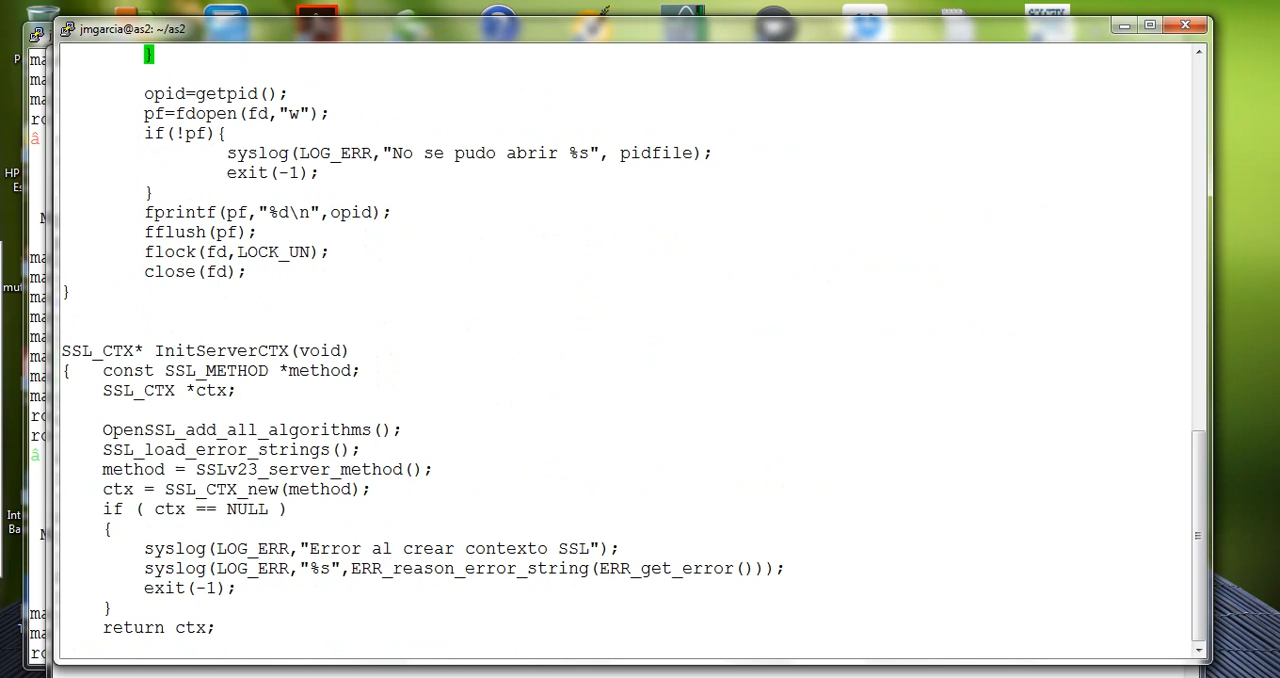 jmgarcia@as2: ~/as2
}
opid=getpid();
pf=fdopen(fd,"w");
if(!pf){
syslog(LOG_ERR,"No se pudo abrir %s", pidfile);
exit(-1);
}
fprintf(pf,"%d\n",opid);
fflush(pf);
flock(fd,LOCK_UN);
close(fd);
}
SSL_CTX* InitServerCTX(void)
{ const SSL_METHOD *method;
SSL_CTX *ctx;
OpenSSL_add_all_algorithms();
SSL_load_error_strings();
method = SSLv23_server_method();
ctx = SSL_CTX_new(method);
if ( ctx == NULL )
{
syslog(LOG_ERR,"Error al crear contexto SSL");
syslog(LOG_ERR,"%s",ERR_reason_error_string(ERR_get_error()));
exit(-1);
}
return ctx;